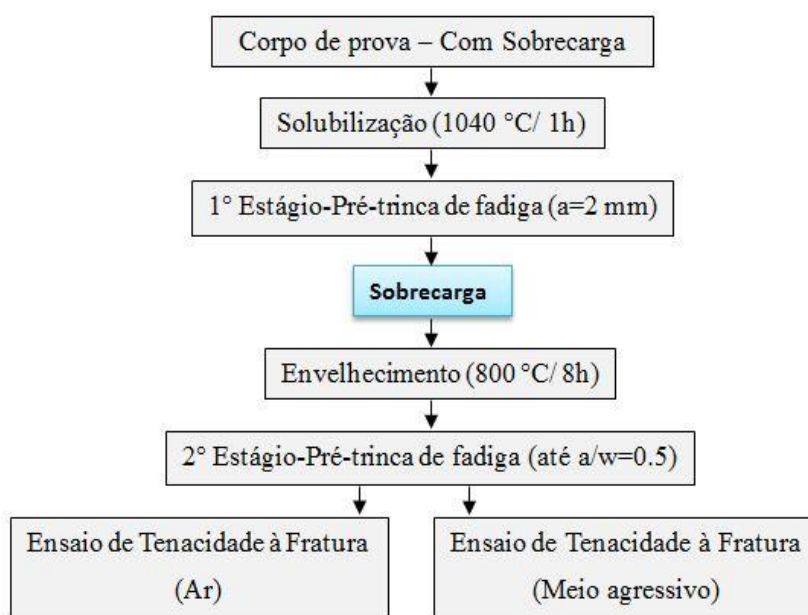 Corpo de prova – Com Sobrecarga
Solubilização (1040 °C/ 1h)
1° Estágio-Pré-trinca de fadiga (a=2 mm)
Sobrecarga
Envelhecimento (800 °C/ 8h)
2° Estágio-Pré-trinca de fadiga (até a/w=0.5)
Ensaio de Tenacidade à Fratura
(Ar)
Ensaio de Tenacidade à Fratura
(Meio agressivo)